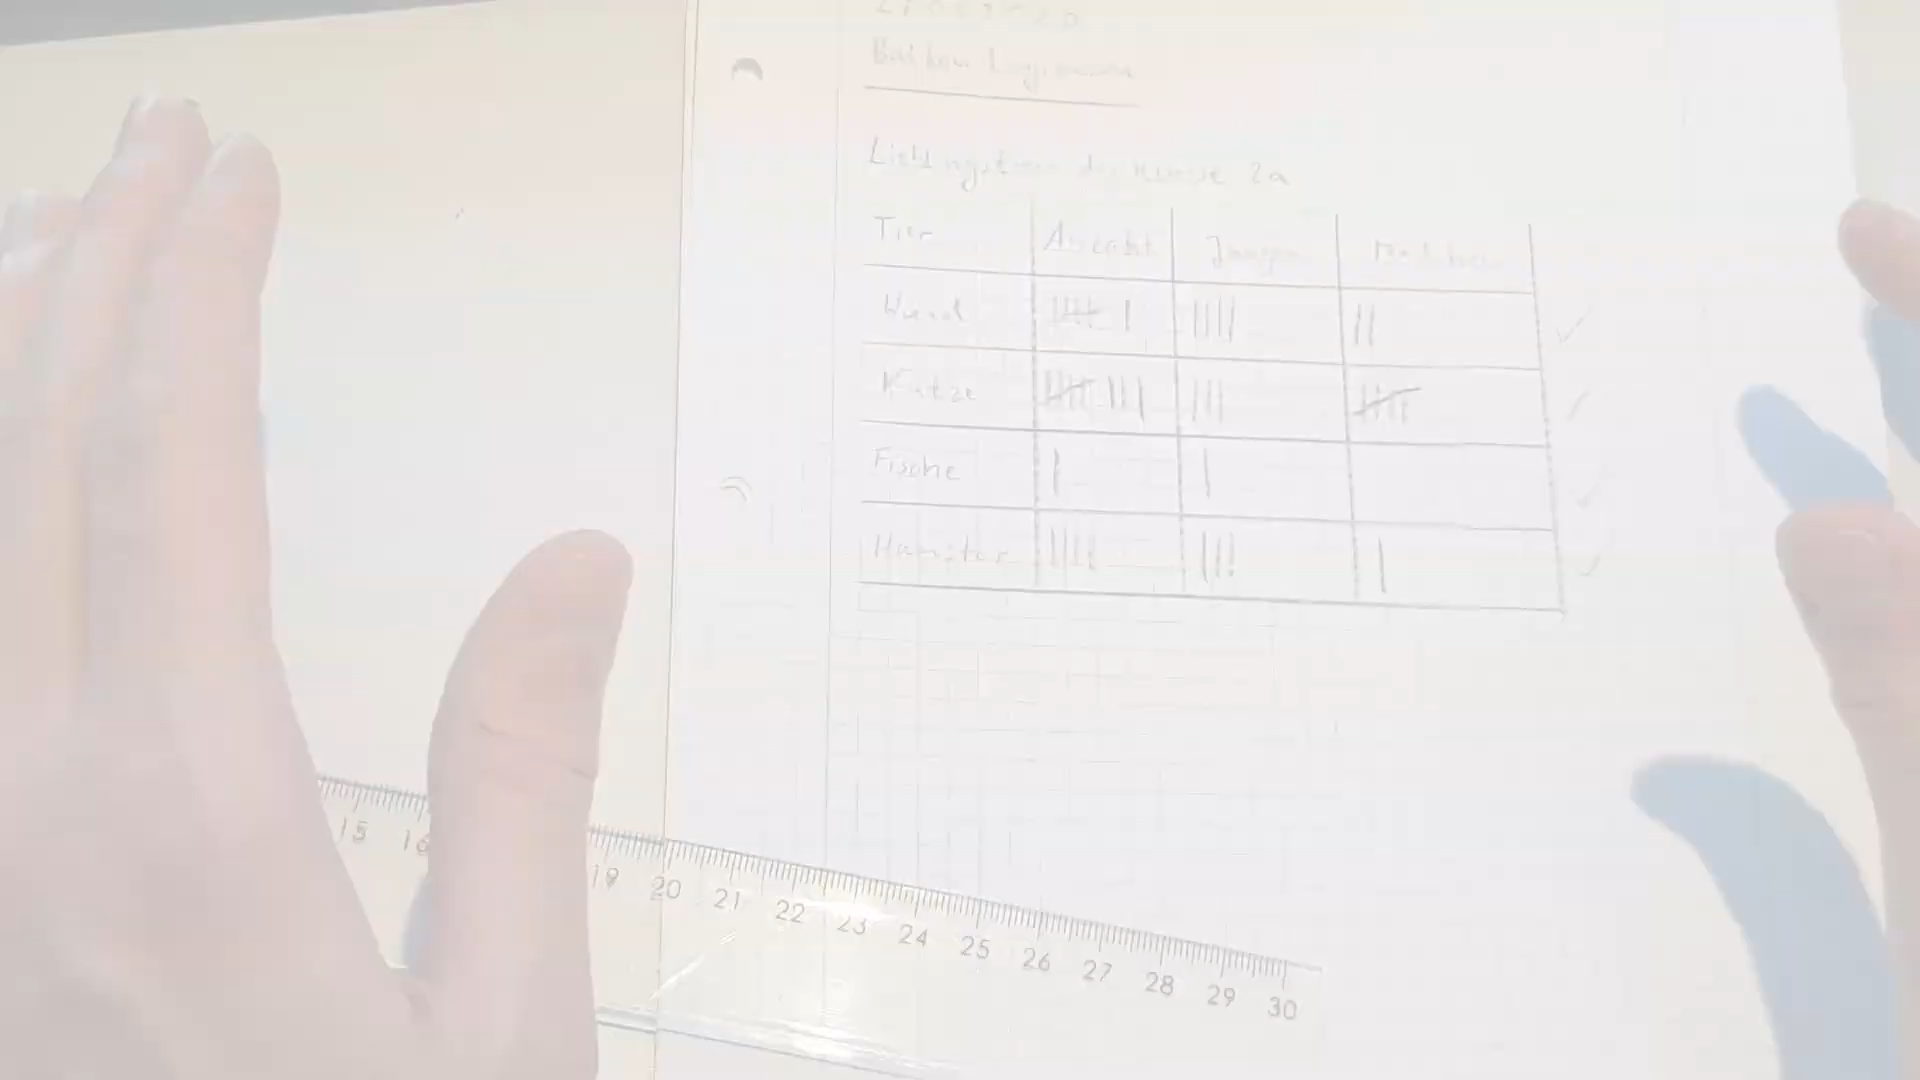 Balkendiagramm
Lieblingstiere der Klasse 2a
Tier Anzahl Jungen Mädchen
Hund |||| | |||| ||
Katze |||| ||| ||| ||||
Fische | |
Hamster |||| ||| |
15 16 19 20 21 22 23 24 25 26 27 28 29 30